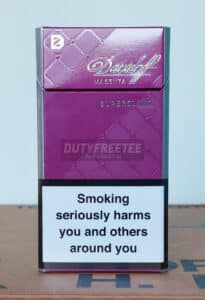 Davidoff
MAGENTA
SUPERSLIMS
DUTYFREETEE
Smoking
seriously harms
you and others
around you